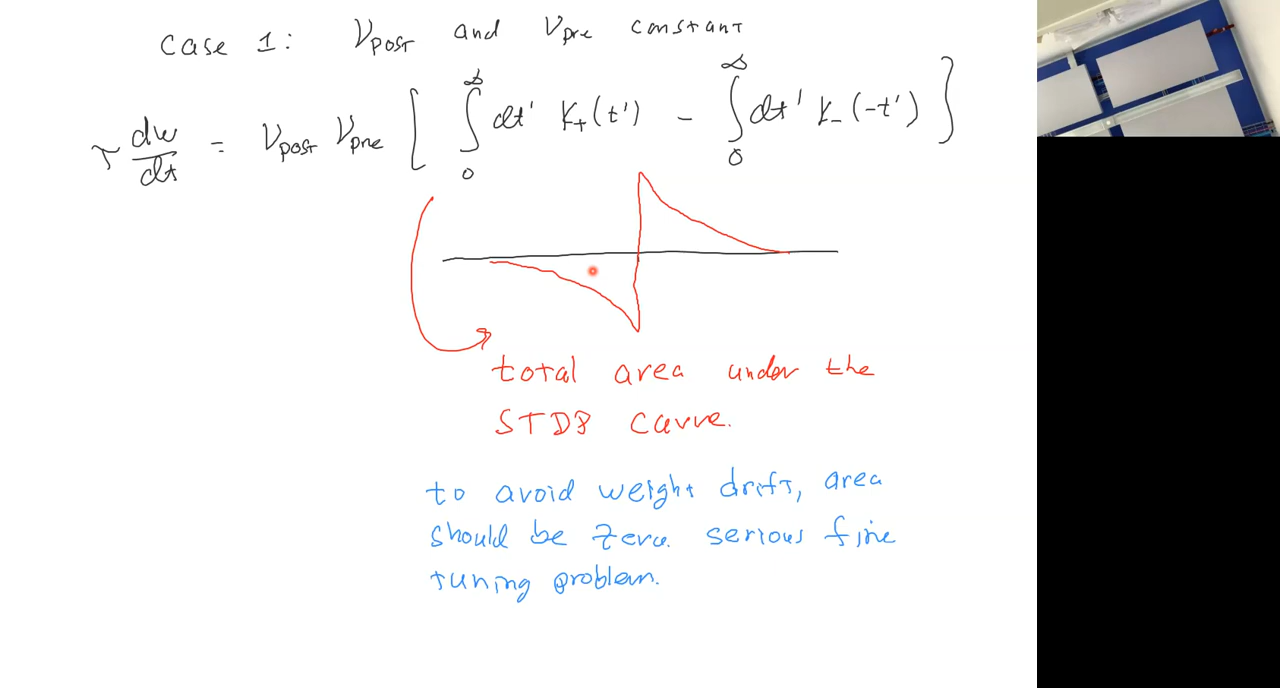 Case 1: ν_post and ν_pre constant
τ dw/dt = ν_post ν_pre [ ∫_0^∞ dt' K_+(t') - ∫_0^∞ dt' K_-(-t') ]
total area under the
STDP curve.
to avoid weight drift, area
should be zero. serious fine
tuning problem.